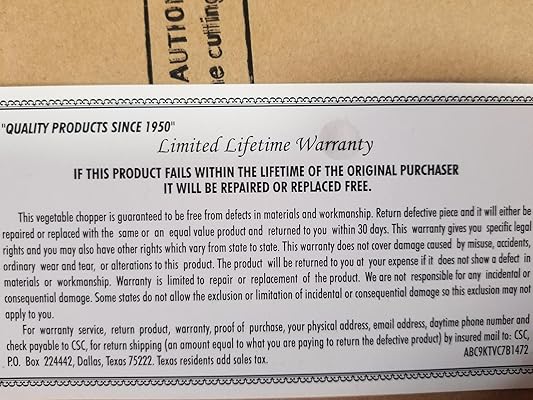 CAUTION
he cutting
"QUALITY PRODUCTS SINCE 1950"
Limited Lifetime Warranty
IF THIS PRODUCT FAILS WITHIN THE LIFETIME OF THE ORIGINAL PURCHASER
IT WILL BE REPAIRED OR REPLACED FREE.
This vegetable chopper is guaranteed to be free from defects in materials and workmanship. Return defective piece and it will either be
repaired or replaced with the same or an equal value product and returned to you within 30 days. This warranty gives you specific legal
rights and you may also have other rights which vary from state to state. This warranty does not cover damage caused by misuse, accidents,
ordinary wear and tear, or alterations to this product. The product will be returned to you at your expense if it does not show a defect in
materials or workmanship. Warranty is limited to repair or replacement of the product. We are not responsible for any incidental or
consequential damage. Some states do not allow the exclusion or limitation of incidental or consequential damage so this exclusion may not
apply to you.
For warranty service, return product, warranty, proof of purchase, your physical address, email address, daytime phone number and
check payable to CSC, for return shipping (an amount equal to what you are paying to return the defective product) by insured mail to: CSC,
P.O. Box 224442, Dallas, Texas 75222. Texas residents add sales tax.
ABC9KTVC7B1472